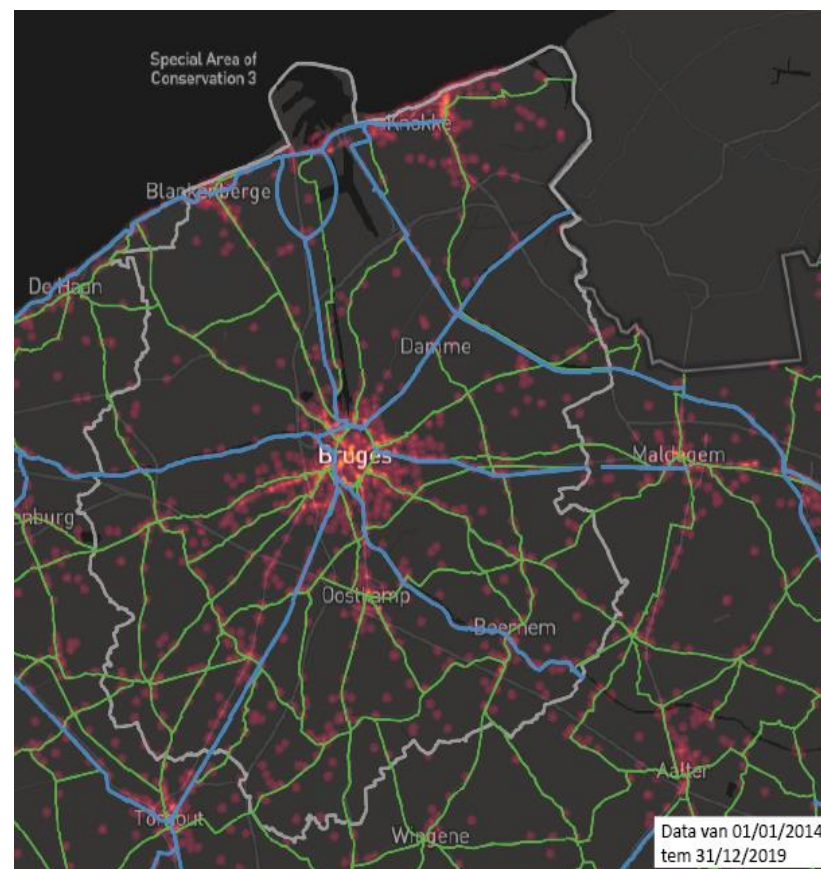 Special Area of
Conservation 3
Knokke
Blankenberge
De Haan
Damme
Bruges
Maldegem
enburg
Oostkamp
Beernem
Aalter
Torhout
Wingene
Data van 01/01/2014
tem 31/12/2019